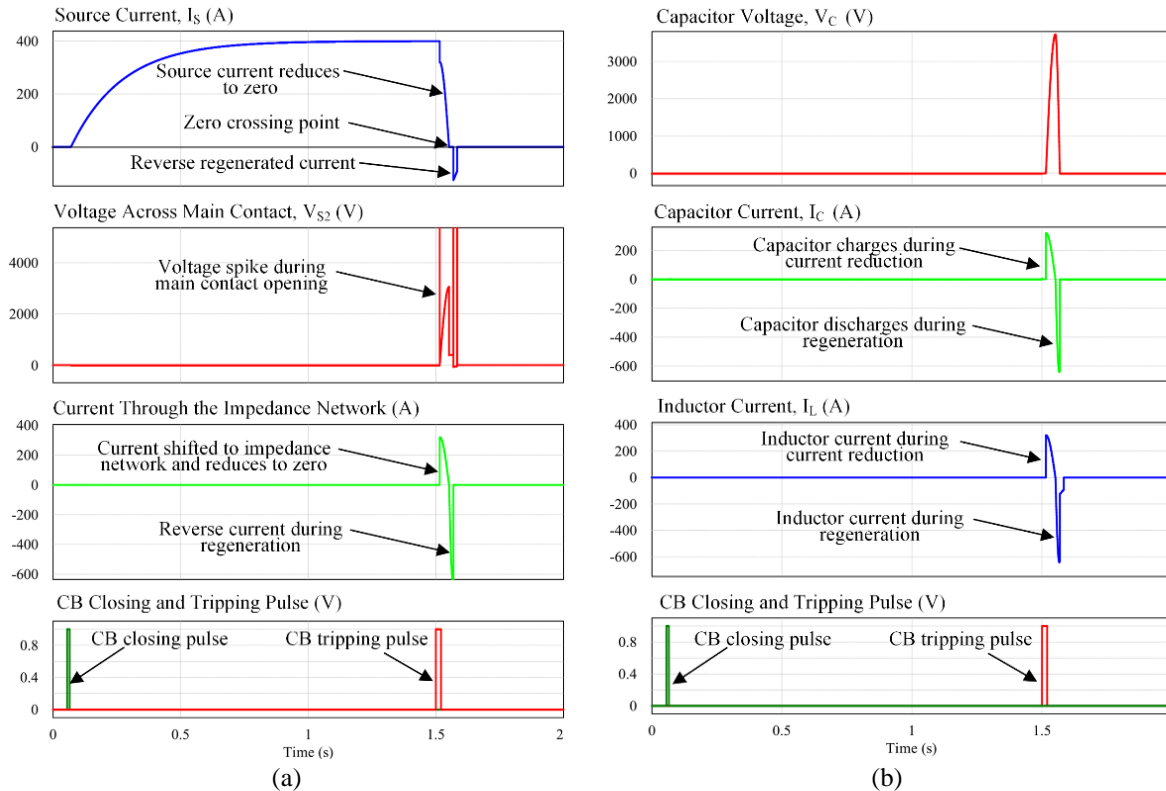 Source Current, I_S (A)
400
200
0
Source current reduces
to zero
Zero crossing point
Reverse regenerated current
Voltage Across Main Contact, V_S2 (V)
4000
2000
0
Voltage spike during
main contact opening
Current Through the Impedance Network (A)
400
200
0
-200
-400
-600
Current shifted to impedance
network and reduces to zero
Reverse current during
regeneration
CB Closing and Tripping Pulse (V)
0.8
0.4
0
CB closing pulse
CB tripping pulse
0
0.5
1
1.5
2
Time (s)
(a)
Capacitor Voltage, V_C (V)
3000
2000
1000
0
Capacitor Current, I_C (A)
200
0
-200
-400
-600
Capacitor charges during
current reduction
Capacitor discharges during
regeneration
Inductor Current, I_L (A)
400
200
0
-200
-400
-600
Inductor current during
current reduction
Inductor current during
regeneration
CB Closing and Tripping Pulse (V)
0.8
0.4
0
CB closing pulse
CB tripping pulse
0
0.5
1
1.5
Time (s)
(b)